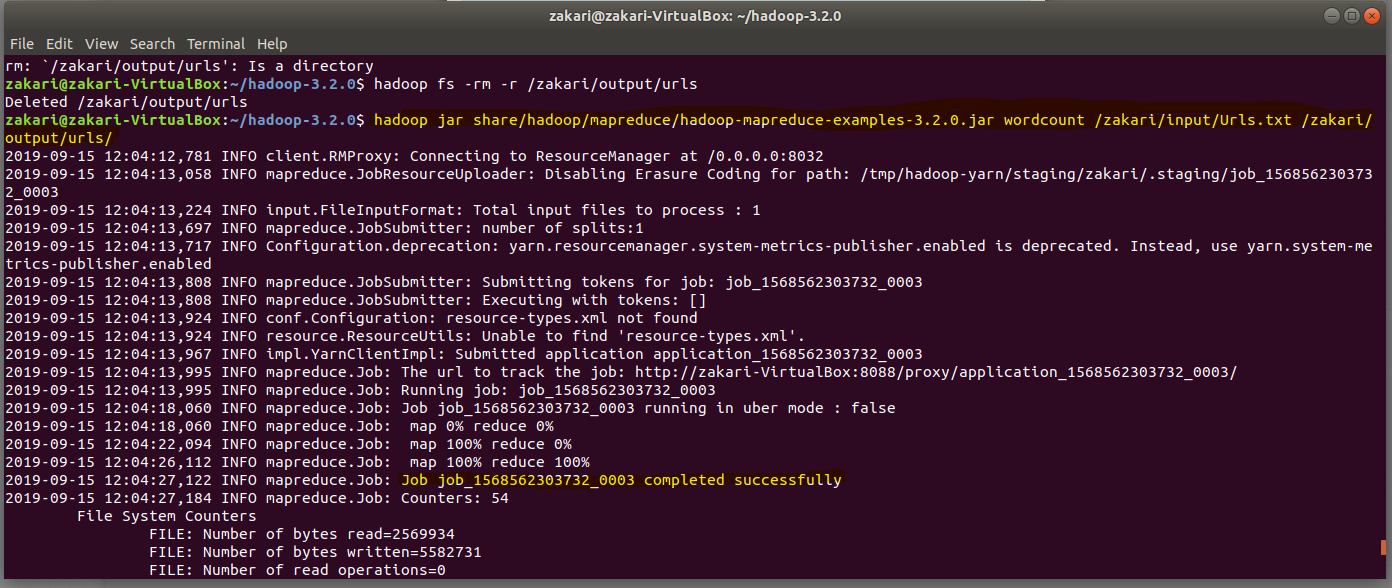 zakari@zakari-VirtualBox: ~/hadoop-3.2.0
File Edit View Search Terminal Help
rm: `/zakari/output/urls': Is a directory
zakari@zakari-VirtualBox:~/hadoop-3.2.0$ hadoop fs -rm -r /zakari/output/urls
Deleted /zakari/output/urls
zakari@zakari-VirtualBox:~/hadoop-3.2.0$ hadoop jar share/hadoop/mapreduce/hadoop-mapreduce-examples-3.2.0.jar wordcount /zakari/input/Urls.txt /zakari/
output/urls/
2019-09-15 12:04:12,781 INFO client.RMProxy: Connecting to ResourceManager at /0.0.0.0:8032
2019-09-15 12:04:13,058 INFO mapreduce.JobResourceUploader: Disabling Erasure Coding for path: /tmp/hadoop-yarn/staging/zakari/.staging/job_156856230373
2_0003
2019-09-15 12:04:13,224 INFO input.FileInputFormat: Total input files to process : 1
2019-09-15 12:04:13,697 INFO mapreduce.JobSubmitter: number of splits:1
2019-09-15 12:04:13,717 INFO Configuration.deprecation: yarn.resourcemanager.system-metrics-publisher.enabled is deprecated. Instead, use yarn.system-me
trics-publisher.enabled
2019-09-15 12:04:13,808 INFO mapreduce.JobSubmitter: Submitting tokens for job: job_1568562303732_0003
2019-09-15 12:04:13,808 INFO mapreduce.JobSubmitter: Executing with tokens: []
2019-09-15 12:04:13,924 INFO conf.Configuration: resource-types.xml not found
2019-09-15 12:04:13,924 INFO resource.ResourceUtils: Unable to find 'resource-types.xml'.
2019-09-15 12:04:13,967 INFO impl.YarnClientImpl: Submitted application application_1568562303732_0003
2019-09-15 12:04:13,995 INFO mapreduce.Job: The url to track the job: http://zakari-VirtualBox:8088/proxy/application_1568562303732_0003/
2019-09-15 12:04:13,995 INFO mapreduce.Job: Running job: job_1568562303732_0003
2019-09-15 12:04:18,060 INFO mapreduce.Job: Job job_1568562303732_0003 running in uber mode : false
2019-09-15 12:04:18,060 INFO mapreduce.Job:  map 0% reduce 0%
2019-09-15 12:04:22,094 INFO mapreduce.Job:  map 100% reduce 0%
2019-09-15 12:04:26,112 INFO mapreduce.Job:  map 100% reduce 100%
2019-09-15 12:04:27,122 INFO mapreduce.Job: Job job_1568562303732_0003 completed successfully
2019-09-15 12:04:27,184 INFO mapreduce.Job: Counters: 54
File System Counters
FILE: Number of bytes read=2569934
FILE: Number of bytes written=5582731
FILE: Number of read operations=0